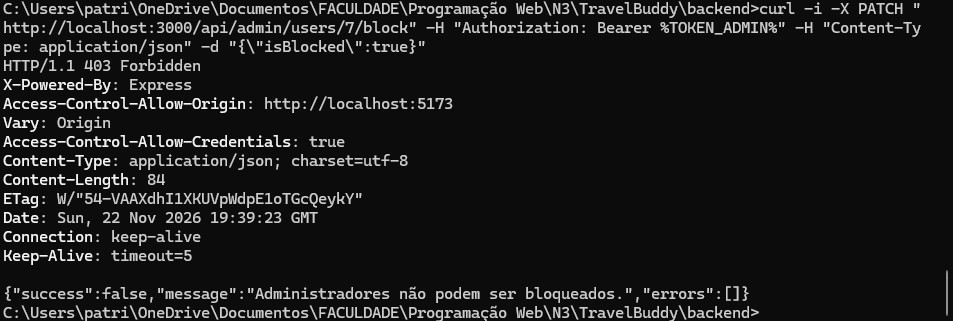 C:\Users\patri\OneDrive\Documentos\FACULDADE\Programação Web\N3\TravelBuddy\backend>curl -i -X PATCH "
http://localhost:3000/api/admin/users/7/block" -H "Authorization: Bearer %TOKEN_ADMIN%" -H "Content-Ty
pe: application/json" -d "{\"isBlocked\":true}"
HTTP/1.1 403 Forbidden
X-Powered-By: Express
Access-Control-Allow-Origin: http://localhost:5173
Vary: Origin
Access-Control-Allow-Credentials: true
Content-Type: application/json; charset=utf-8
Content-Length: 84
ETag: W/"54-VAAXdhI1XKUVpWdpE1oTGcQeykY"
Date: Sun, 22 Nov 2026 19:39:23 GMT
Connection: keep-alive
Keep-Alive: timeout=5

{"success":false,"message":"Administradores não podem ser bloqueados.","errors":[]}
C:\Users\patri\OneDrive\Documentos\FACULDADE\Programação Web\N3\TravelBuddy\backend>